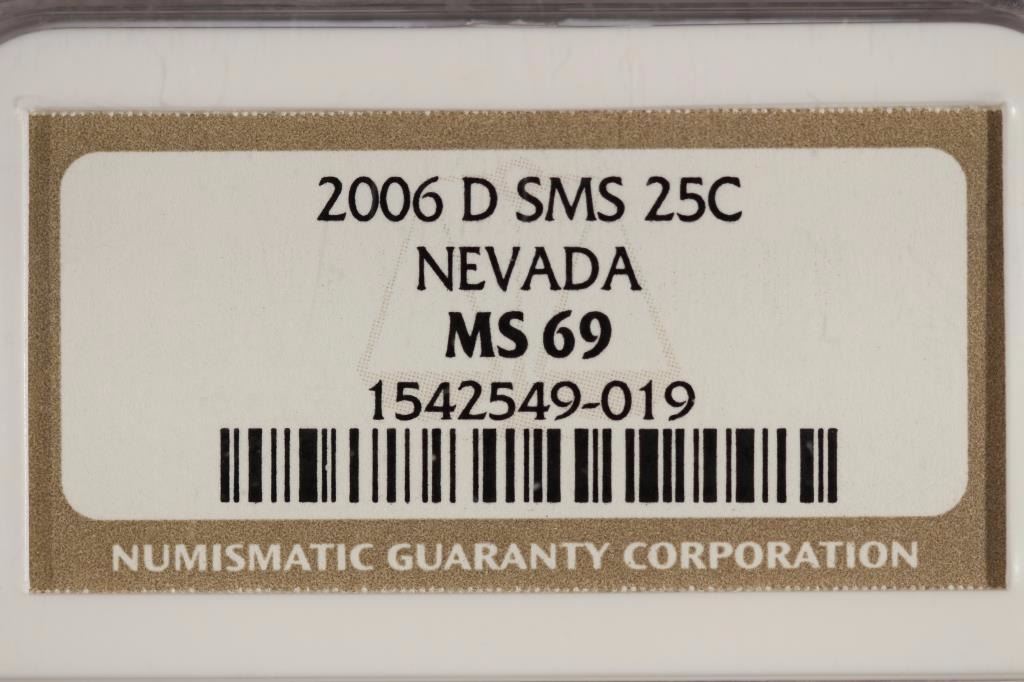 2006 D SMS 25C
NEVADA
MS 69
1542549-019
NUMISMATIC GUARANTY CORPORATION